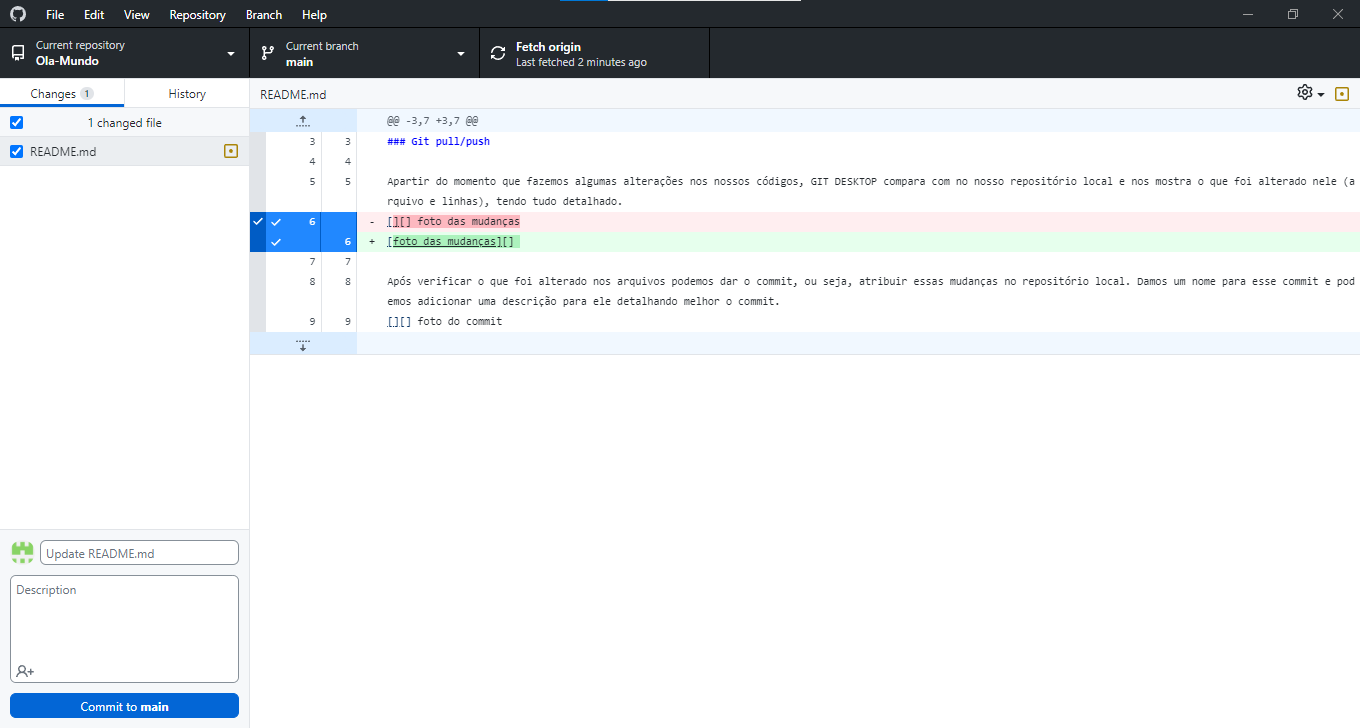 File Edit View Repository Branch Help
Current repository
Ola-Mundo
Current branch
main
Fetch origin
Last fetched 2 minutes ago
Changes 1 History
1 changed file
README.md
README.md
@@ -3,7 +3,7 @@
3 3 ### Git pull/push
4 4
5 5 Apartir do momento que fazemos algumas alterações nos nossos códigos, GIT DESKTOP compara com no nosso repositório local e nos mostra o que foi alterado nele (a
rquivo e linhas), tendo tudo detalhado.
6 - [][] foto das mudanças
6 + [foto das mudanças][]
7 7
8 8 Após verificar o que foi alterado nos arquivos podemos dar o commit, ou seja, atribuir essas mudanças no repositório local. Damos um nome para esse commit e pod
emos adicionar uma descrição para ele detalhando melhor o commit.
9 9 [][] foto do commit
Update README.md
Description
Commit to main